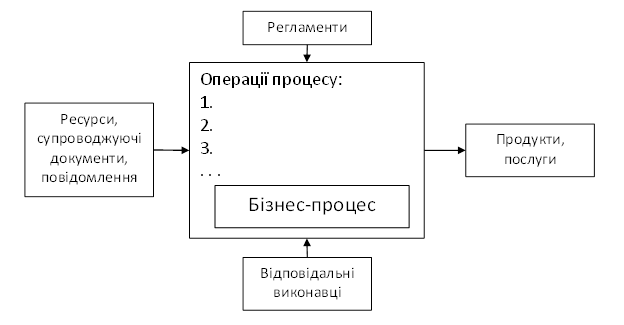 Регламенти
Операції процесу:
1.
2.
3.
. . .
Бізнес-процес
Ресурси,
супроводжуючі
документи,
повідомлення
Продукти,
послуги
Відповідальні
виконавці